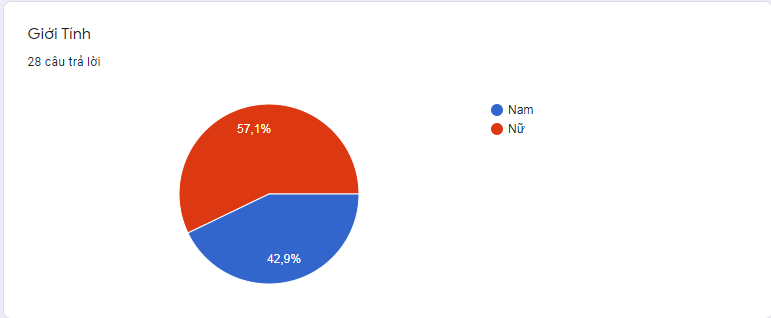 Giới Tính
28 câu trả lời
Nam
Nữ
57,1%
42,9%